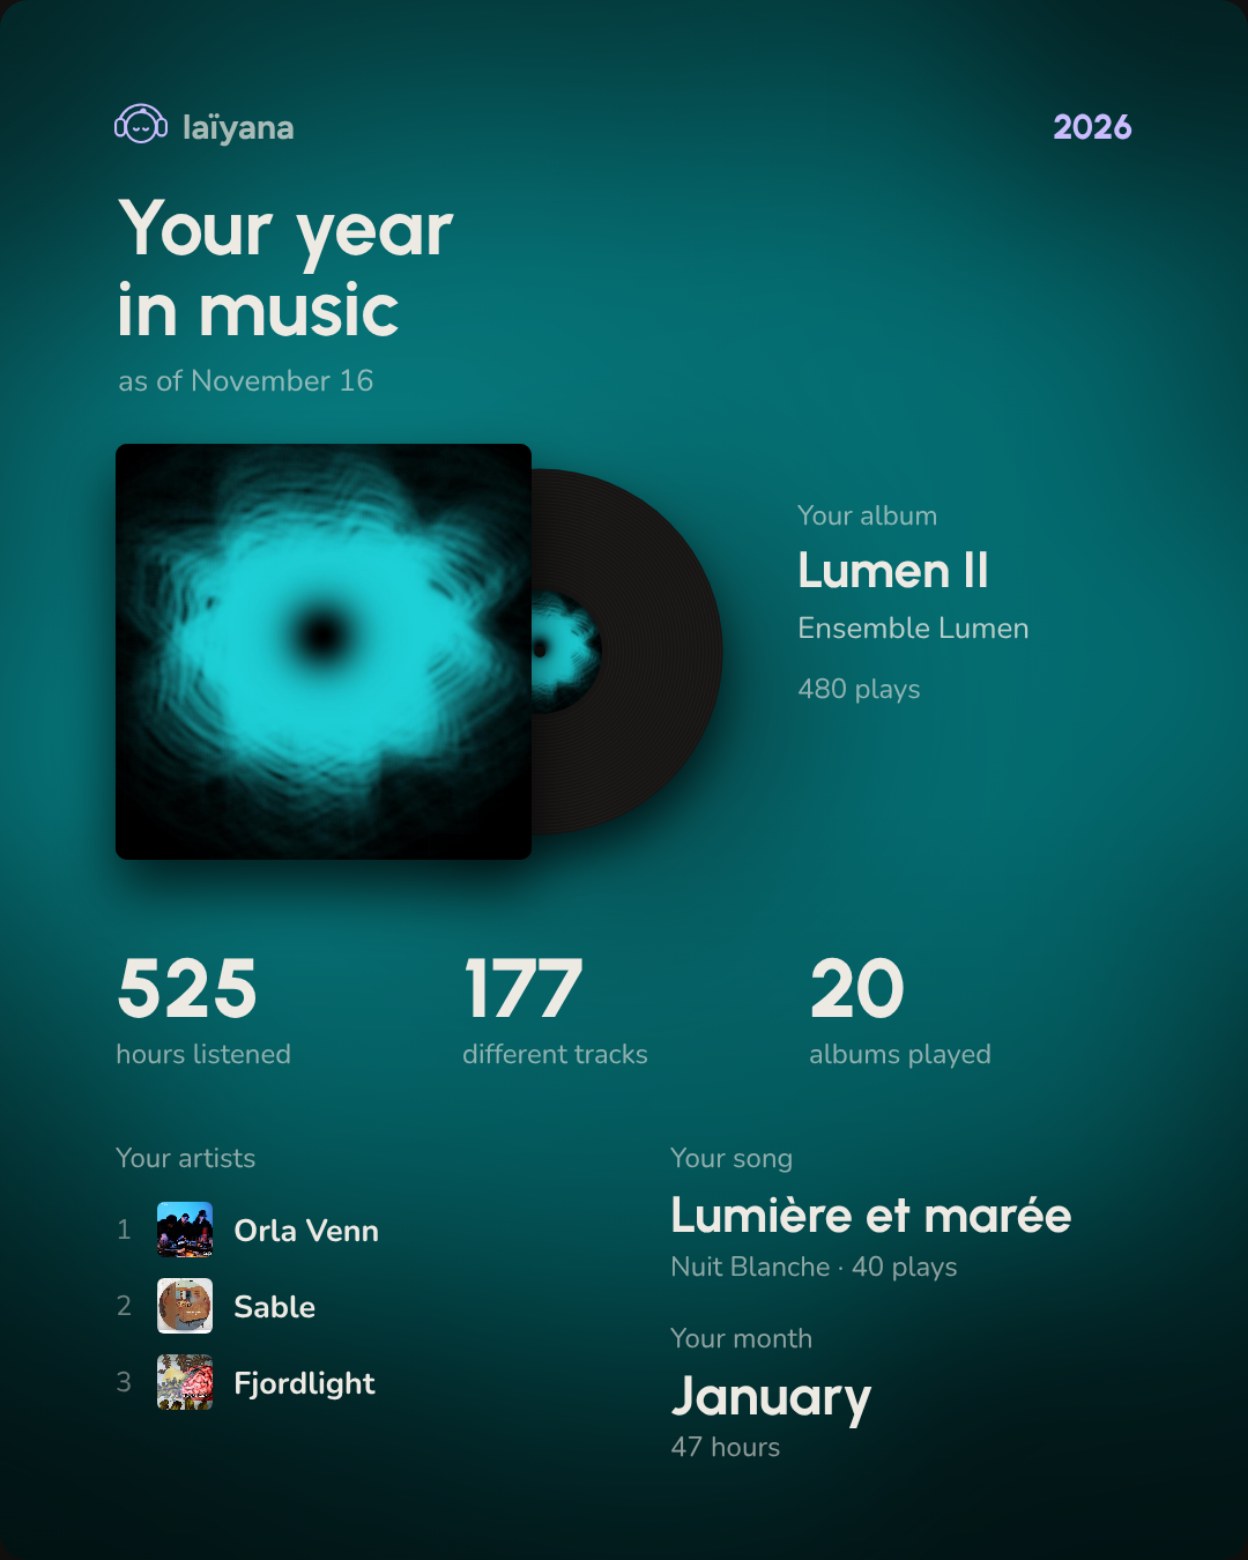 laïyana
2026
Your year
in music
as of November 16
Your album
Lumen II
Ensemble Lumen
480 plays
525
hours listened
177
different tracks
20
albums played
Your artists
1 Orla Venn
2 Sable
3 Fjordlight
Your song
Lumière et marée
Nuit Blanche · 40 plays
Your month
January
47 hours